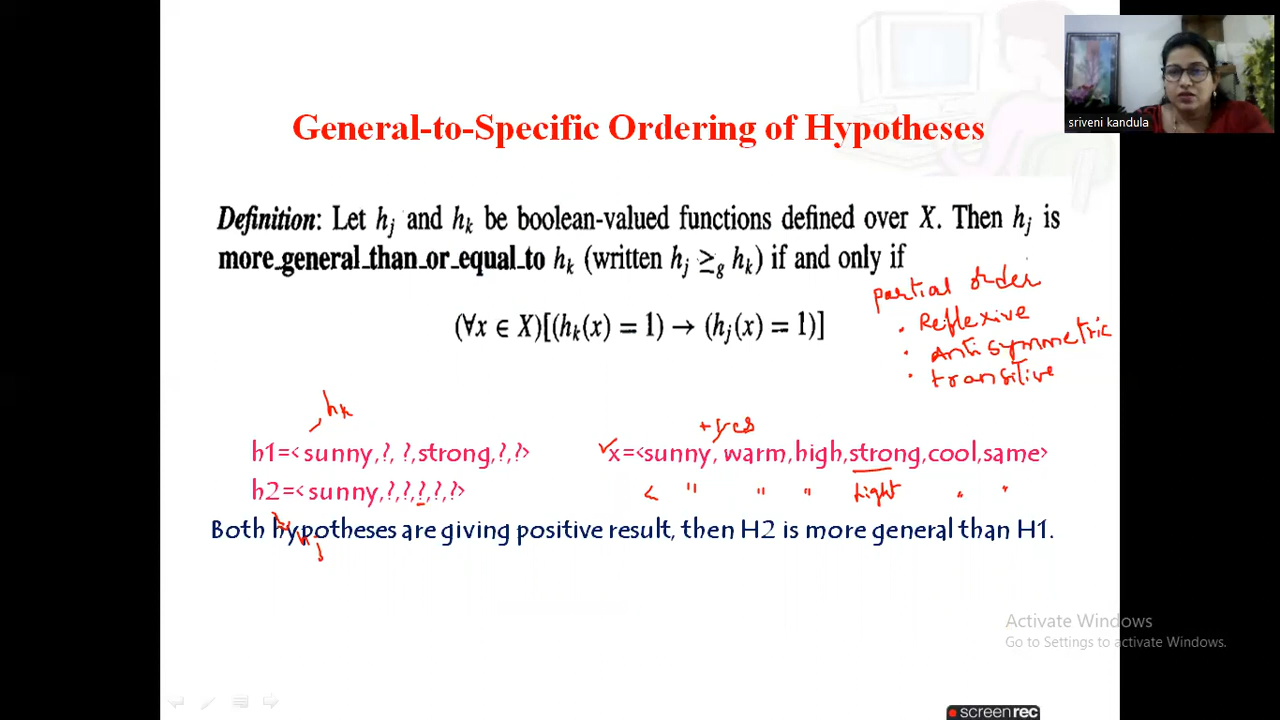 sriveni kandula
General-to-Specific Ordering of Hypotheses
Definition: Let hj and hk be boolean-valued functions defined over X. Then hj is
more_general_than_or_equal_to hk (written hj ≥g hk) if and only if
(∀x ∈ X)[(hk(x) = 1) → (hj(x) = 1)]
partial order
• Reflexive
• Antisymmetric
• transitive
hk
+yes
h1=<sunny,?, ?,strong,?,?> ✓x=<sunny, warm,high,strong,cool,same>
h2=<sunny,?,?,?,?,?> < " " " light " "
Both hypotheses are giving positive result, then H2 is more general than H1.
hj
Activate Windows
Go to Settings to activate Windows.
screenrec